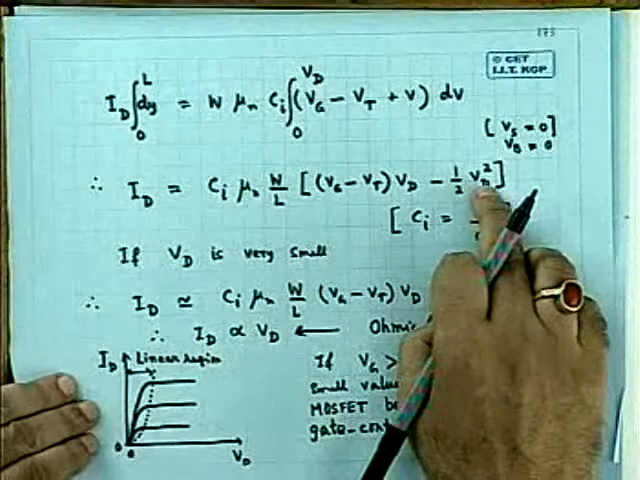 173
© CET
I.I.T. KGP
I_D ∫_0^L dy = W μ_n C_i ∫_0^{V_D} (V_G − V_T + V) dV
[ V_S = 0]
V_B = 0
∴ I_D = C_i μ_n W/L [ (V_G − V_T) V_D − 1/2 V_D^2 ]
[ C_i =
If V_D is very small
∴ I_D ≃ C_i μ_n W/L (V_G − V_T) V_D
∴ I_D ∝ V_D ← Ohmic
I_D Linear region
If V_G >
Small value
MOSFET be
gate-cont
0
0
V_D